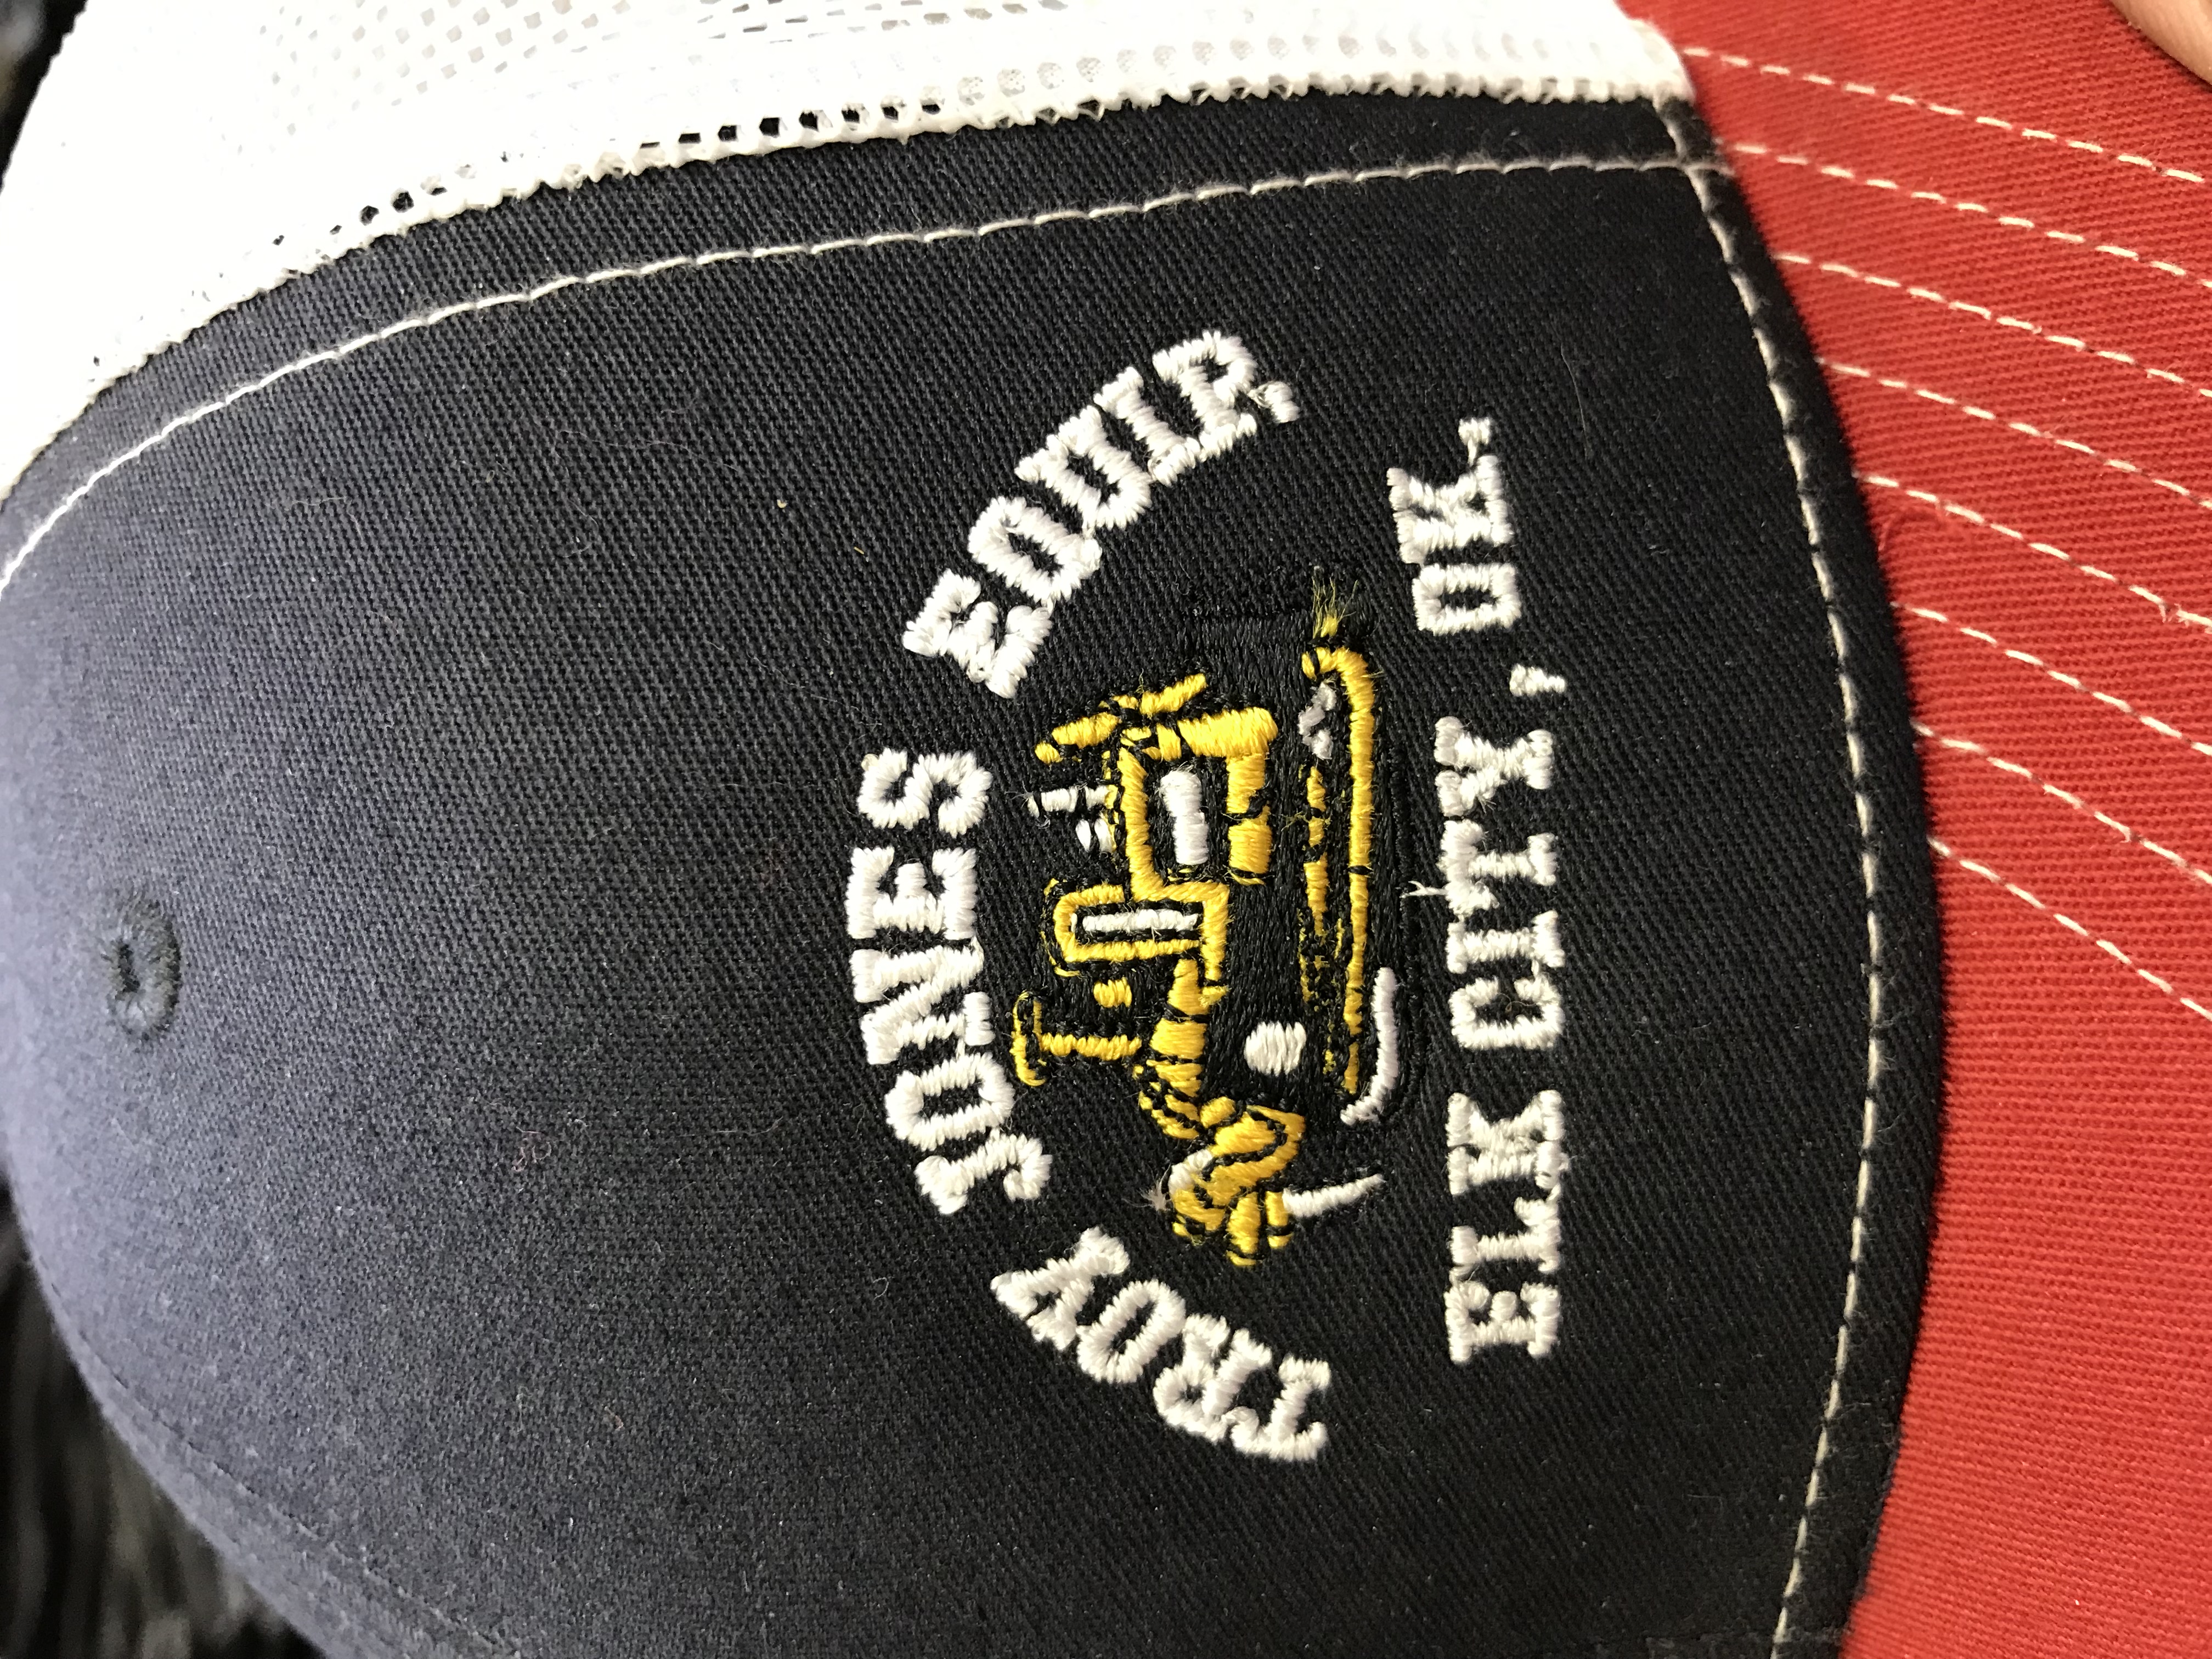 TROY JONES EQUIP.
ELK CITY, OK.